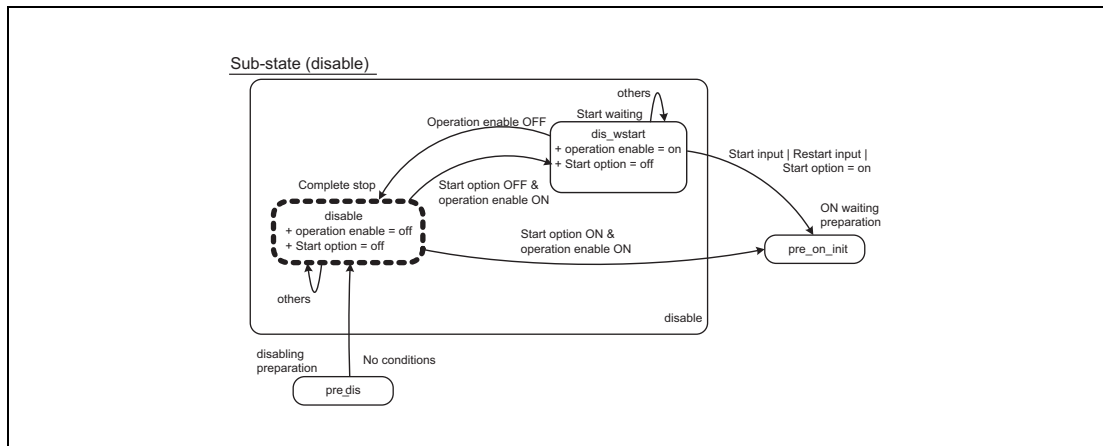 Sub-state (disable)
others
Start waiting
Operation enable OFF
dis_wstart
+ operation enable = on
+ Start option = off
Start input | Restart input |
Start option = on
Start option OFF &
operation enable ON
Complete stop
disable
+ operation enable = off
+ Start option = off
ON waiting
preparation
pre_on_init
Start option ON &
operation enable ON
others
disable
disabling
preparation
No conditions
pre_dis